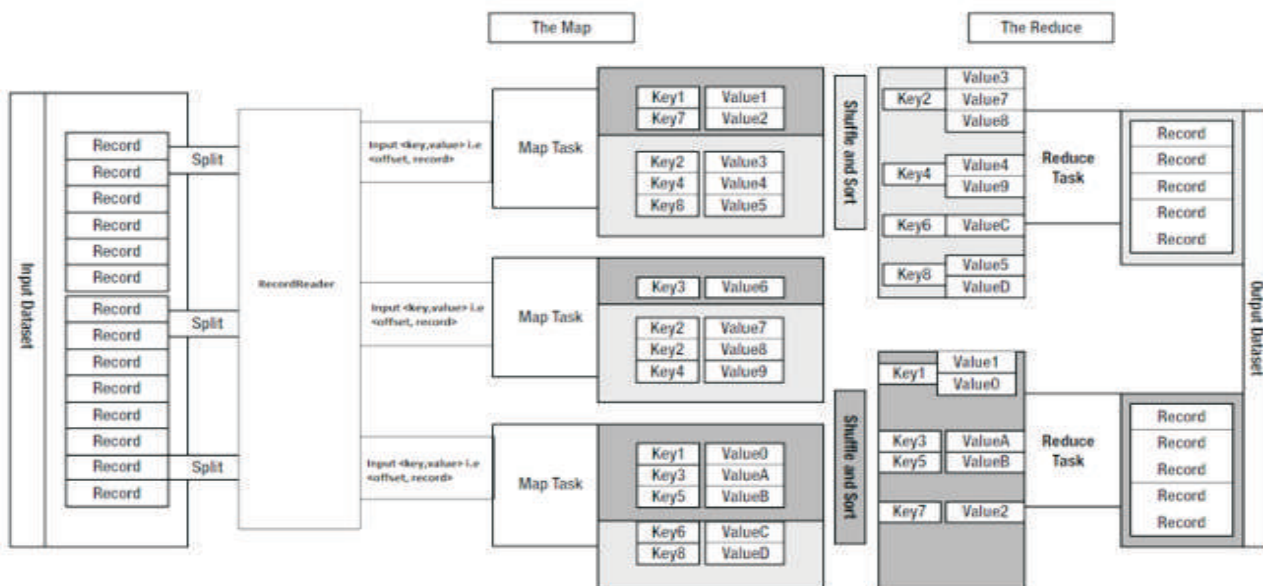 The Map
The Reduce
Input Dataset
Record
Record
Record
Record
Record
Record
Record
Record
Record
Record
Record
Record
Record
Record
Split
Split
Split
RecordReader
Input <key,value> i.e
<offset, record>
Input <key,value> i.e
<offset, record>
Input <key,value> i.e
<offset, record>
Map Task
Key1 Value1
Key7 Value2
Key2 Value3
Key4 Value4
Key8 Value5
Map Task
Key3 Value6
Key2 Value7
Key2 Value8
Key4 Value9
Map Task
Key1 Value0
Key3 ValueA
Key5 ValueB
Key6 ValueC
Key8 ValueD
Shuffle and Sort
Shuffle and Sort
Value3
Key2 Value7
Value8
Key4 Value4
Value9
Key6 ValueC
Key8 Value5
ValueD
Reduce
Task
Record
Record
Record
Record
Record
Key1 Value1
Value0
Key3 ValueA
Key5 ValueB
Key7 Value2
Reduce
Task
Record
Record
Record
Record
Record
Output Dataset